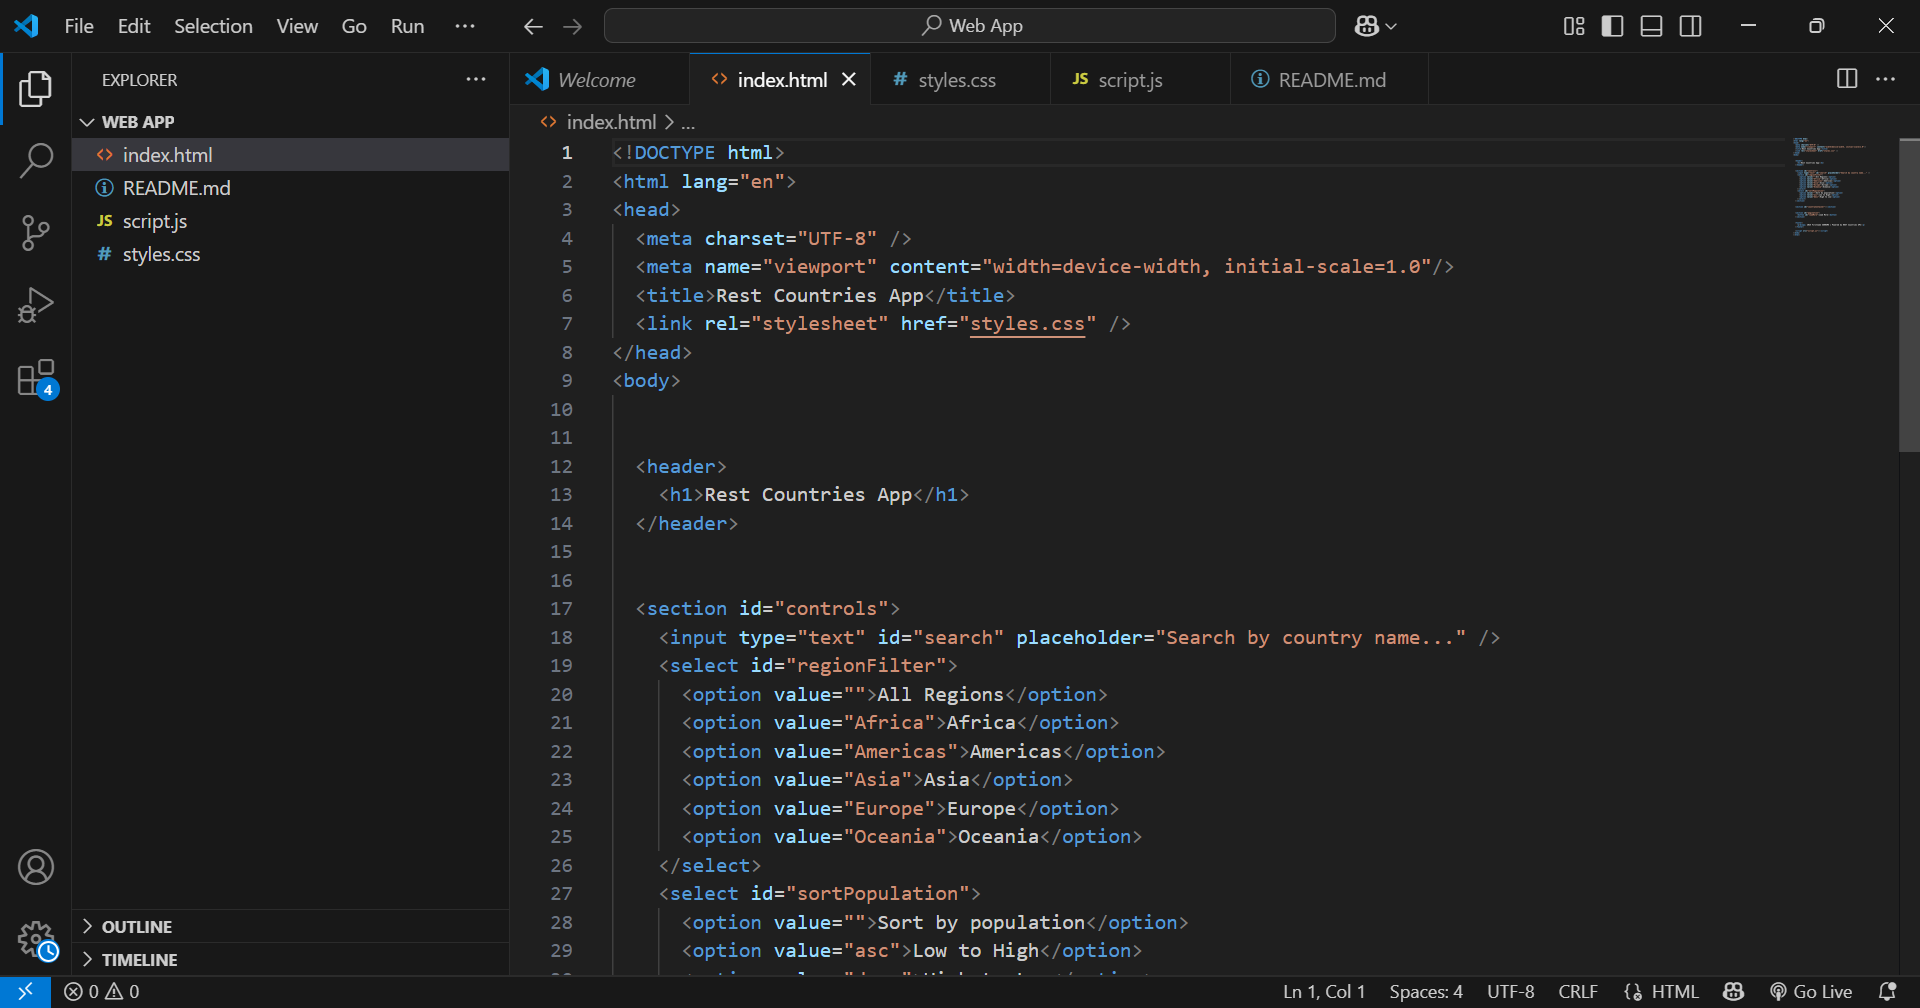 File Edit Selection View Go Run
Web App
EXPLORER
WEB APP
index.html
README.md
JS script.js
# styles.css
4
OUTLINE
TIMELINE
Welcome
index.html
# styles.css
JS script.js
README.md
index.html > ...
1 <!DOCTYPE html>
2 <html lang="en">
3 <head>
4 <meta charset="UTF-8" />
5 <meta name="viewport" content="width=device-width, initial-scale=1.0"/>
6 <title>Rest Countries App</title>
7 <link rel="stylesheet" href="styles.css" />
8 </head>
9 <body>
10
11
12 <header>
13 <h1>Rest Countries App</h1>
14 </header>
15
16
17 <section id="controls">
18 <input type="text" id="search" placeholder="Search by country name..." />
19 <select id="regionFilter">
20 <option value="">All Regions</option>
21 <option value="Africa">Africa</option>
22 <option value="Americas">Americas</option>
23 <option value="Asia">Asia</option>
24 <option value="Europe">Europe</option>
25 <option value="Oceania">Oceania</option>
26 </select>
27 <select id="sortPopulation">
28 <option value="">Sort by population</option>
29 <option value="asc">Low to High</option>
0 0
Ln 1, Col 1 Spaces: 4 UTF-8 CRLF HTML Go Live